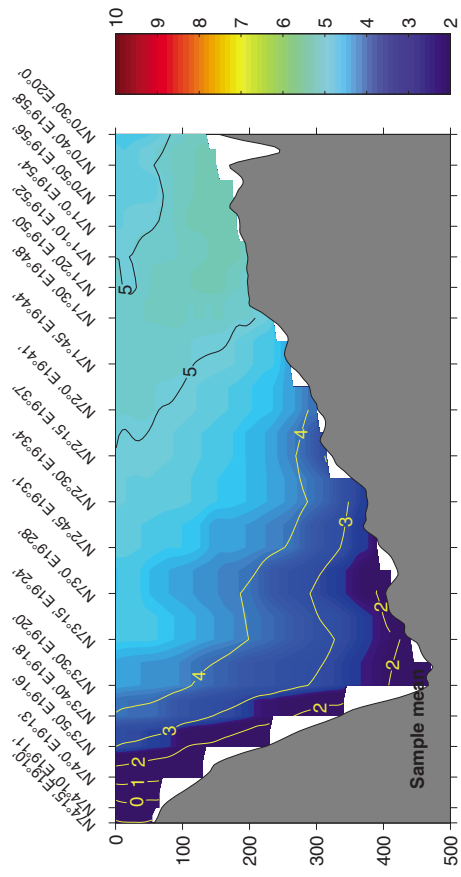 10
9
8
7
6
5
4
3
2
N70°30' E20°0'
N70°40' E19°58'
N70°50' E19°56'
N71°0' E19°54'
N71°10' E19°52'
N71°20' E19°50'
N71°30' E19°48'
N71°45' E19°44'
N72°0' E19°41'
N72°15' E19°37'
N72°30' E19°34'
N72°45' E19°31'
N73°0' E19°28'
N73°15' E19°24'
N73°30' E19°20'
N73°40' E19°18'
N73°50' E19°16'
N74°0' E19°13'
N74°10' E19°11'
N74°15' E19°10'
5
5
4
3
2
4
2
3
2
2
1
0
Sample mean
0
100
200
300
400
500